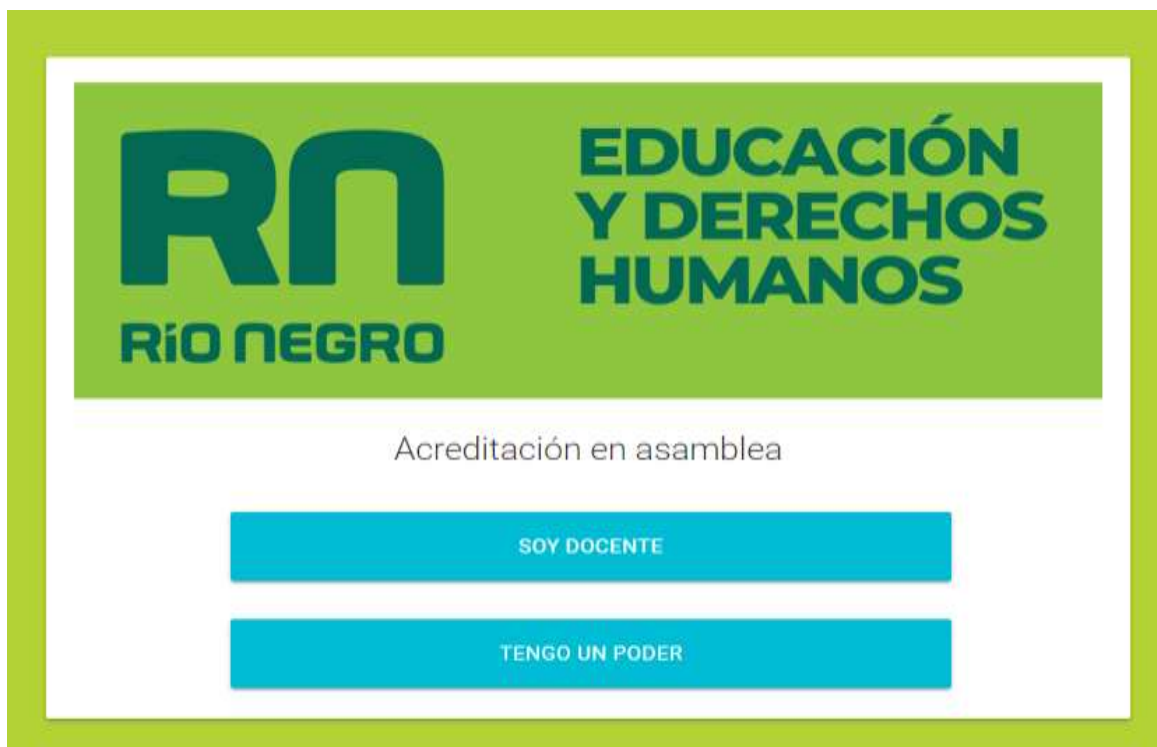 RN
RÍO NEGRO
EDUCACIÓN
Y DERECHOS
HUMANOS
Acreditación en asamblea
SOY DOCENTE
TENGO UN PODER